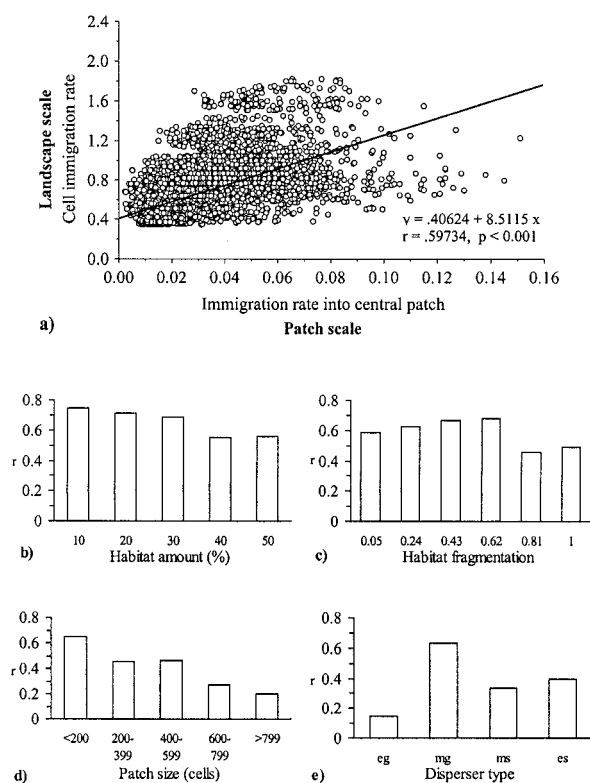 2.4
2.0
1.6
1.2
0.8
0.4
0.0
Landscape scale
Cell immigration rate
y = .40624 + 8.5115 x
r = .59734, p < 0.001
0.00 0.02 0.04 0.06 0.08 0.10 0.12 0.14 0.16
Immigration rate into central patch
a) Patch scale
0.8
0.6
r 0.4
0.2
0
10 20 30 40 50
b) Habitat amount (%)
0.8
0.6
r 0.4
0.2
0
0.05 0.24 0.43 0.62 0.81 1
c) Habitat fragmentation
0.8
0.6
r 0.4
0.2
0
<200 200- 400- 600- >799
399 599 799
d) Patch size (cells)
0.8
0.6
r 0.4
0.2
0
eg mg ms es
e) Disperser type